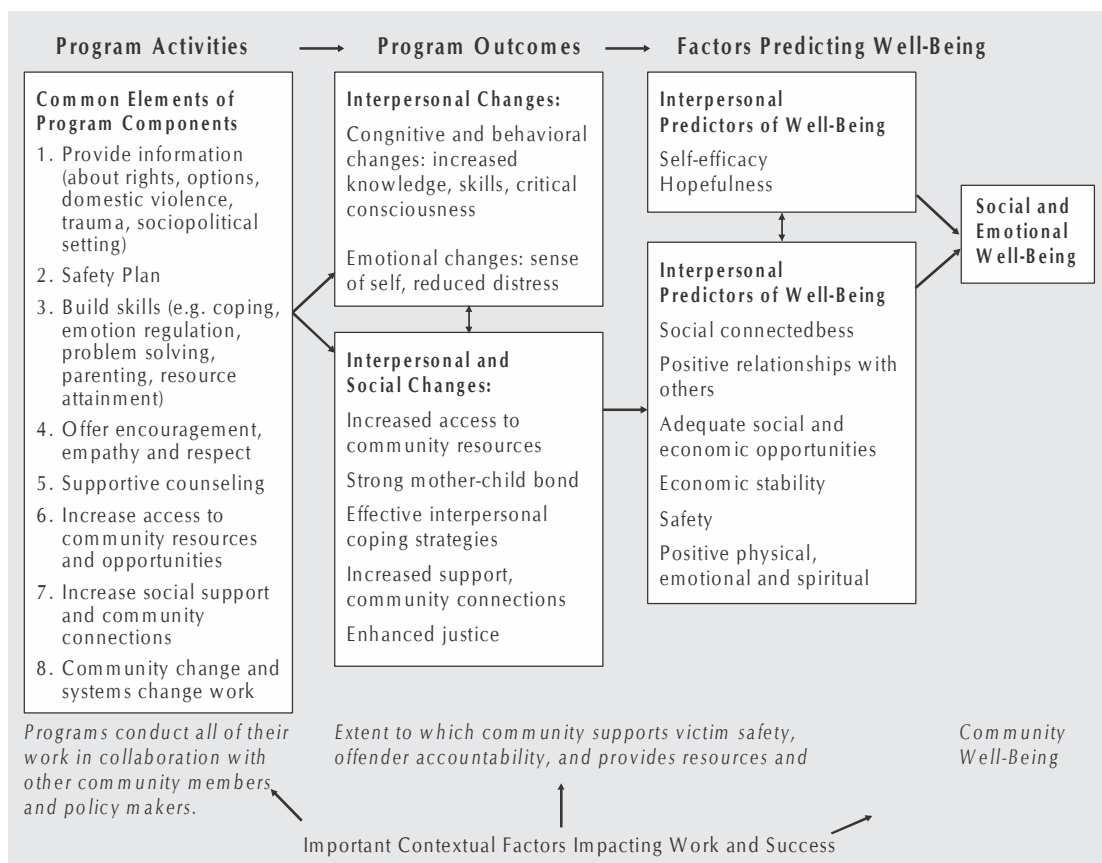 Program Activities
Program Outcomes
Factors Predicting Well-Being
Common Elements of
Program Components
1. Provide information
(about rights, options,
domestic violence,
trauma, sociopolitical
setting)
2. Safety Plan
3. Build skills (e.g. coping,
emotion regulation,
problem solving,
parenting, resource
attainment)
4. Offer encouragement,
empathy and respect
5. Supportive counseling
6. Increase access to
community resources
and opportunities
7. Increase social support
and community
connections
8. Community change and
systems change work
Interpersonal Changes:
Congnitive and behavioral
changes: increased
knowledge, skills, critical
consciousness
Emotional changes: sense
of self, reduced distress
Interpersonal and
Social Changes:
Increased access to
community resources
Strong mother-child bond
Effective interpersonal
coping strategies
Increased support,
community connections
Enhanced justice
Interpersonal
Predictors of Well-Being
Self-efficacy
Hopefulness
Interpersonal
Predictors of Well-Being
Social connectedbess
Positive relationships with
others
Adequate social and
economic opportunities
Economic stability
Safety
Positive physical,
emotional and spiritual
Social and
Emotional
Well-Being
Programs conduct all of their
work in collaboration with
other community members
and policy makers.
Extent to which community supports victim safety,
offender accountability, and provides resources and
Community
Well-Being
Important Contextual Factors Impacting Work and Success